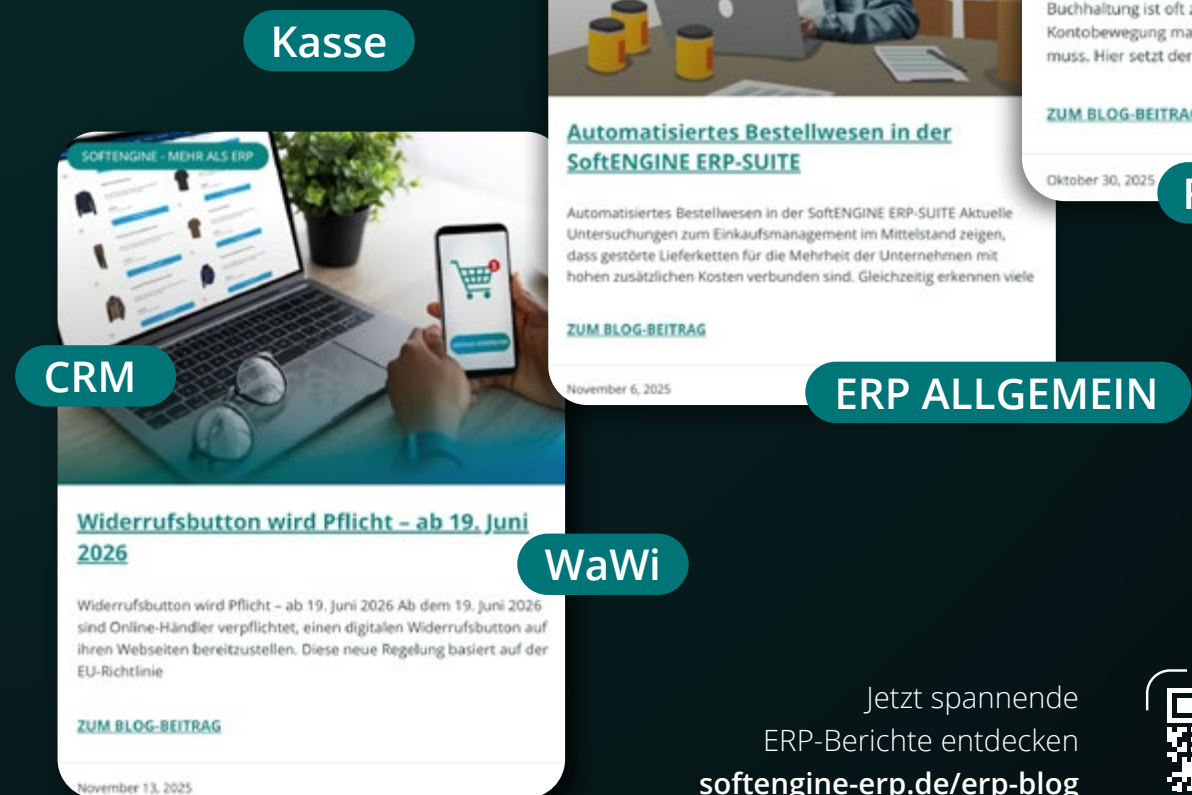 Kasse
SOFTENGINE - MEHR ALS ERP
CRM
Widerrufsbutton wird Pflicht – ab 19. Juni
2026
Widerrufsbutton wird Pflicht – ab 19. Juni 2026 Ab dem 19. Juni 2026
sind Online-Händler verpflichtet, einen digitalen Widerrufsbutton auf
ihren Webseiten bereitzustellen. Diese neue Regelung basiert auf der
EU-Richtlinie
ZUM BLOG-BEITRAG
November 13, 2025
WaWi
Automatisiertes Bestellwesen in der
SoftENGINE ERP-SUITE
Automatisiertes Bestellwesen in der SoftENGINE ERP-SUITE Aktuelle
Untersuchungen zum Einkaufsmanagement im Mittelstand zeigen,
dass gestörte Lieferketten für die Mehrheit der Unternehmen mit
hohen zusätzlichen Kosten verbunden sind. Gleichzeitig erkennen viele
ZUM BLOG-BEITRAG
November 6, 2025
ERP ALLGEMEIN
Buchhaltung ist oft
Kontobewegung
muss. Hier setzt der
ZUM BLOG-BEITRAG
Oktober 30, 2025
Jetzt spannende
ERP-Berichte entdecken
softengine-erp.de/erp-blog